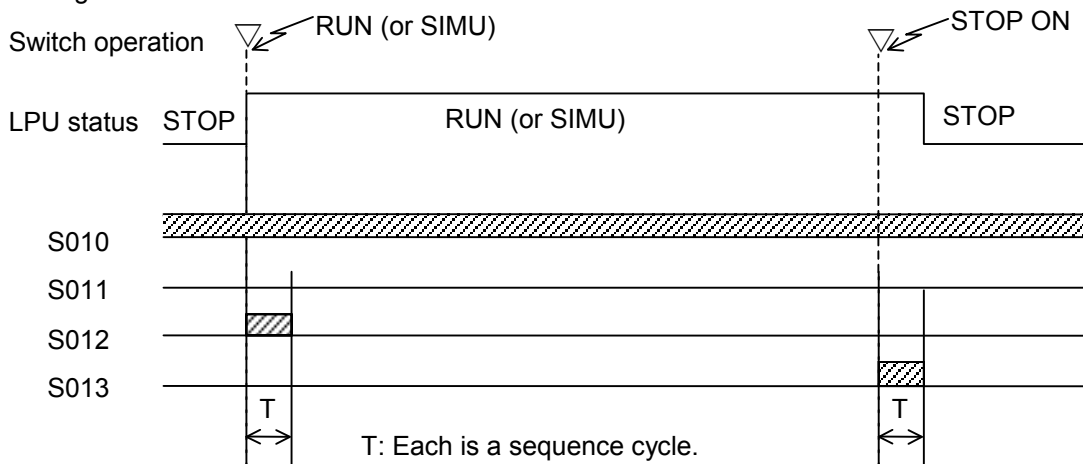 Switch operation RUN (or SIMU) STOP ON
LPU status STOP RUN (or SIMU) STOP
S010
S011
S012
S013
T T
T: Each is a sequence cycle.